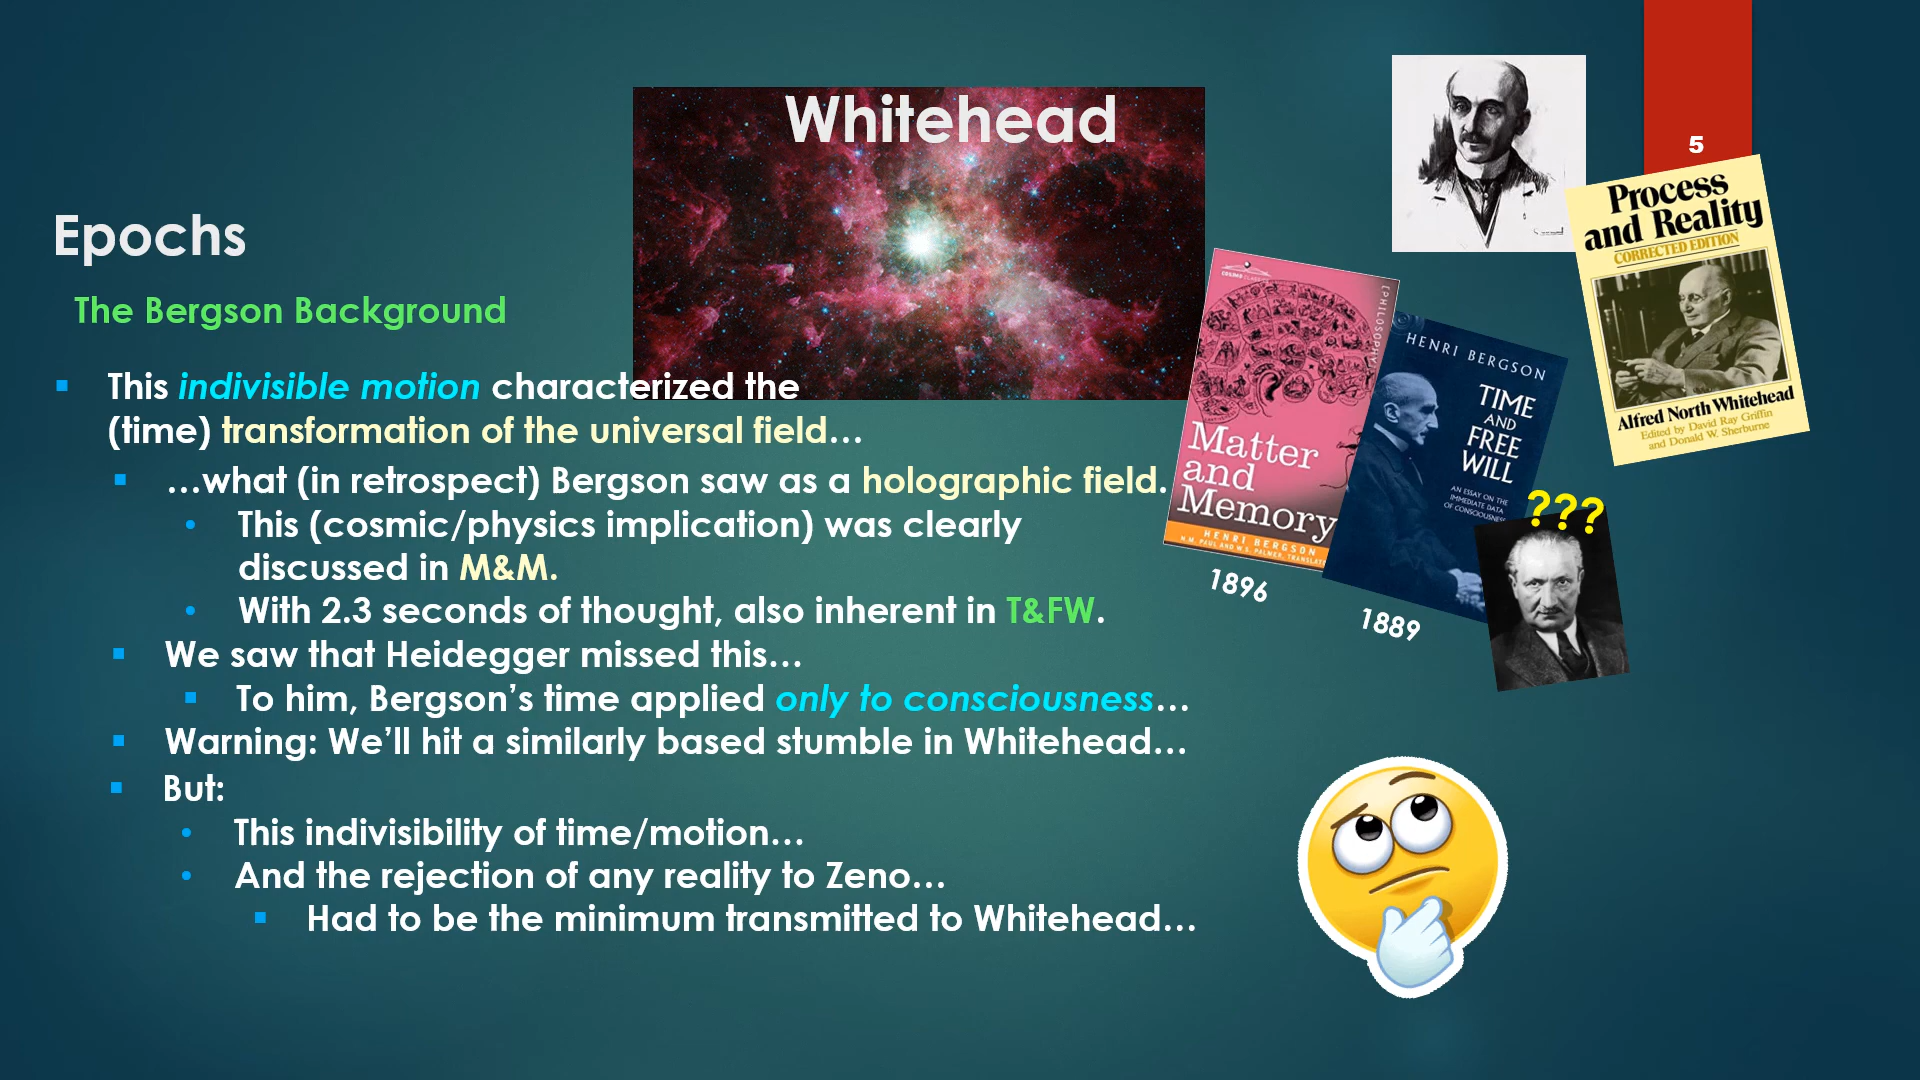 Whitehead
5
Epochs
The Bergson Background
This indivisible motion characterized the
(time) transformation of the universal field…
…what (in retrospect) Bergson saw as a holographic field.
This (cosmic/physics implication) was clearly
discussed in M&M.
With 2.3 seconds of thought, also inherent in T&FW.
We saw that Heidegger missed this…
To him, Bergson's time applied only to consciousness…
Warning: We'll hit a similarly based stumble in Whitehead…
But:
This indivisibility of time/motion…
And the rejection of any reality to Zeno…
Had to be the minimum transmitted to Whitehead…
Process
and Reality
CORRECTED EDITION
Alfred North Whitehead
Edited by David Ray Griffin
and Donald W. Sherburne
[PHILOSOPHY]
Matter
and
Memory
HENRI BERGSON
1896
HENRI BERGSON
TIME
AND
FREE
WILL
AN ESSAY ON THE
IMMEDIATE DATA
OF CONSCIOUSNESS
1889
???